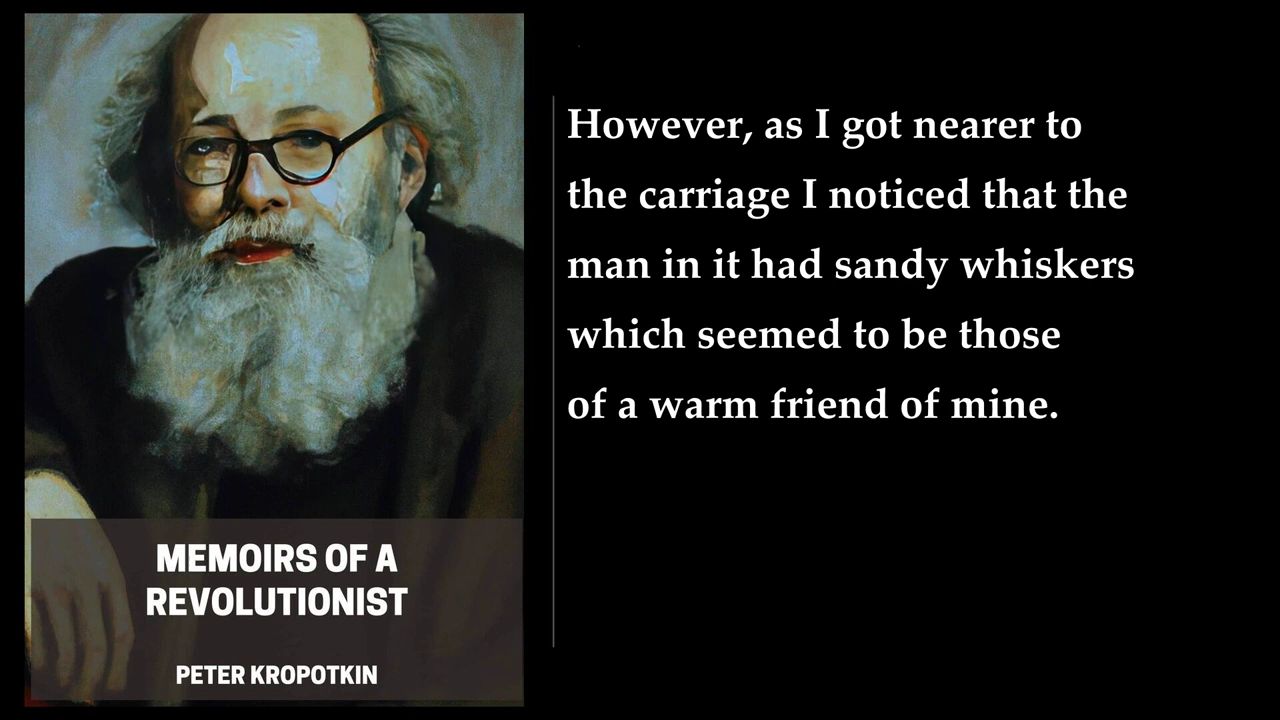 However, as I got nearer to
the carriage I noticed that the
man in it had sandy whiskers
which seemed to be those
of a warm friend of mine.
MEMOIRS OF A
REVOLUTIONIST
PETER KROPOTKIN